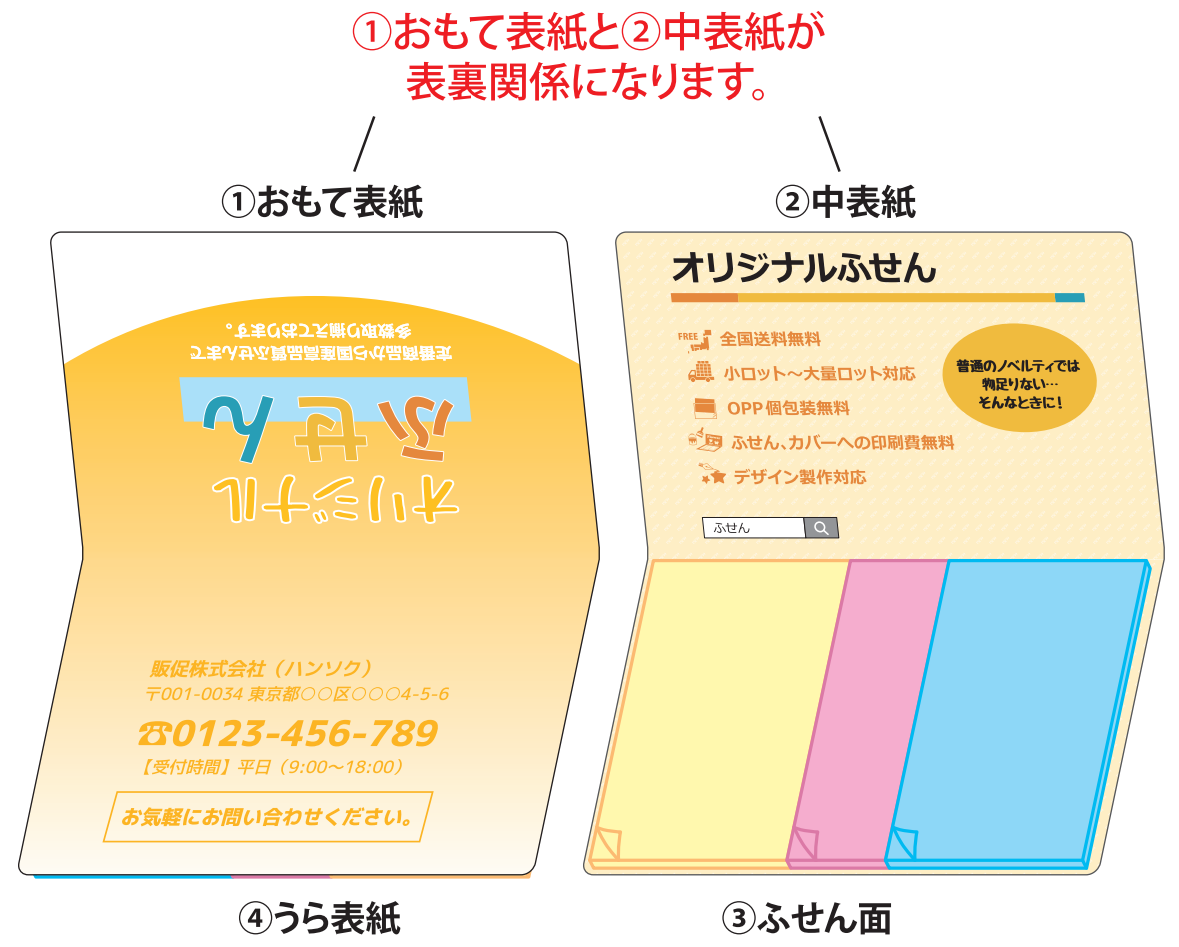 ①おもて表紙と②中表紙が
表裏関係になります。
①おもて表紙
②中表紙
定番商品から国産高品質ふせんまで
多数取り揃えております。
ふせん
オリジナル
販促株式会社（ハンソク）
〒001-0034 東京都○○区○○○4-5-6
☎0123-456-789
【受付時間】平日（9:00〜18:00）
お気軽にお問い合わせください。
④うら表紙
オリジナルふせん
FREE 全国送料無料
小ロット〜大量ロット対応
OPP個包装無料
ふせん、カバーへの印刷費無料
デザイン製作対応
普通のノベルティでは
物足りない…
そんなときに！
ふせん
③ふせん面